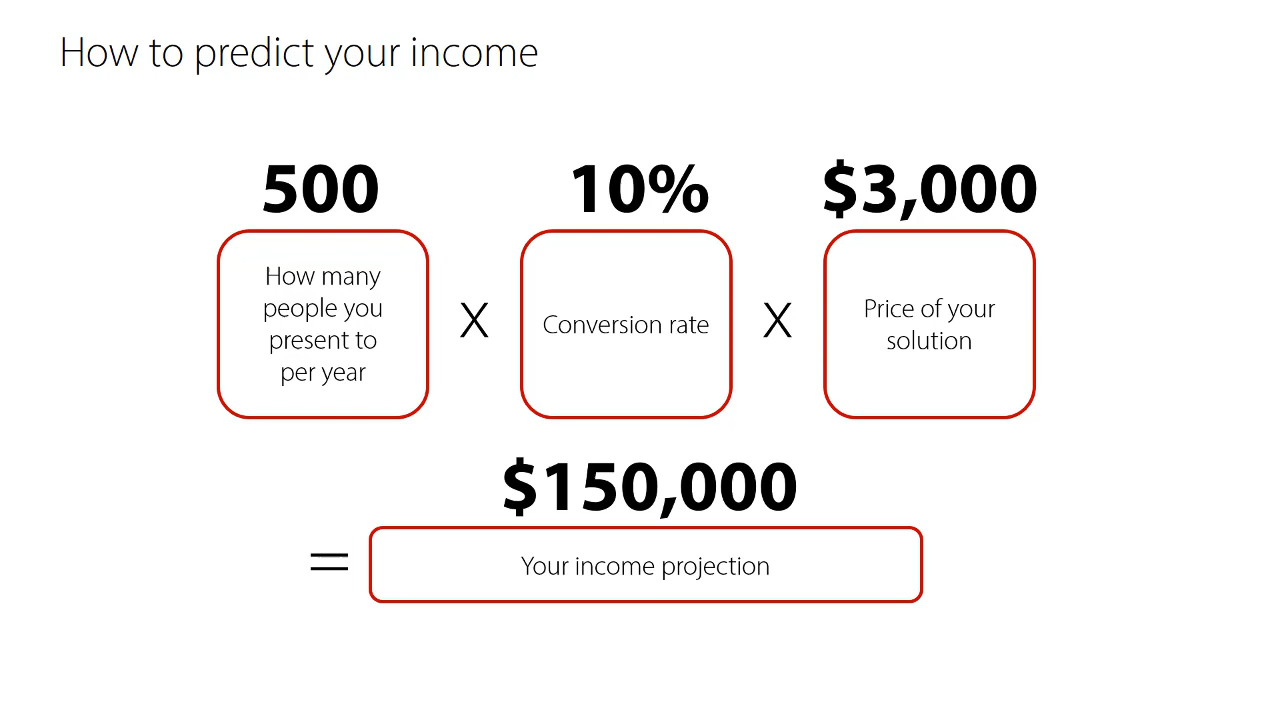 How to predict your income
500
10%
$3,000
How many
people you
present to
per year
X
Conversion rate
X
Price of your
solution
$150,000
=
Your income projection